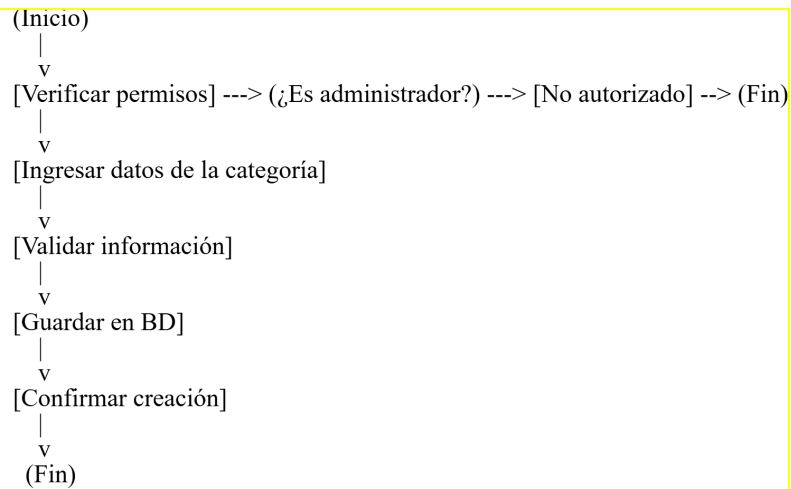 (Inicio)
|
v
[Verificar permisos] ---> (¿Es administrador?) ---> [No autorizado] --> (Fin)
|
v
[Ingresar datos de la categoría]
|
v
[Validar información]
|
v
[Guardar en BD]
|
v
[Confirmar creación]
|
v
(Fin)